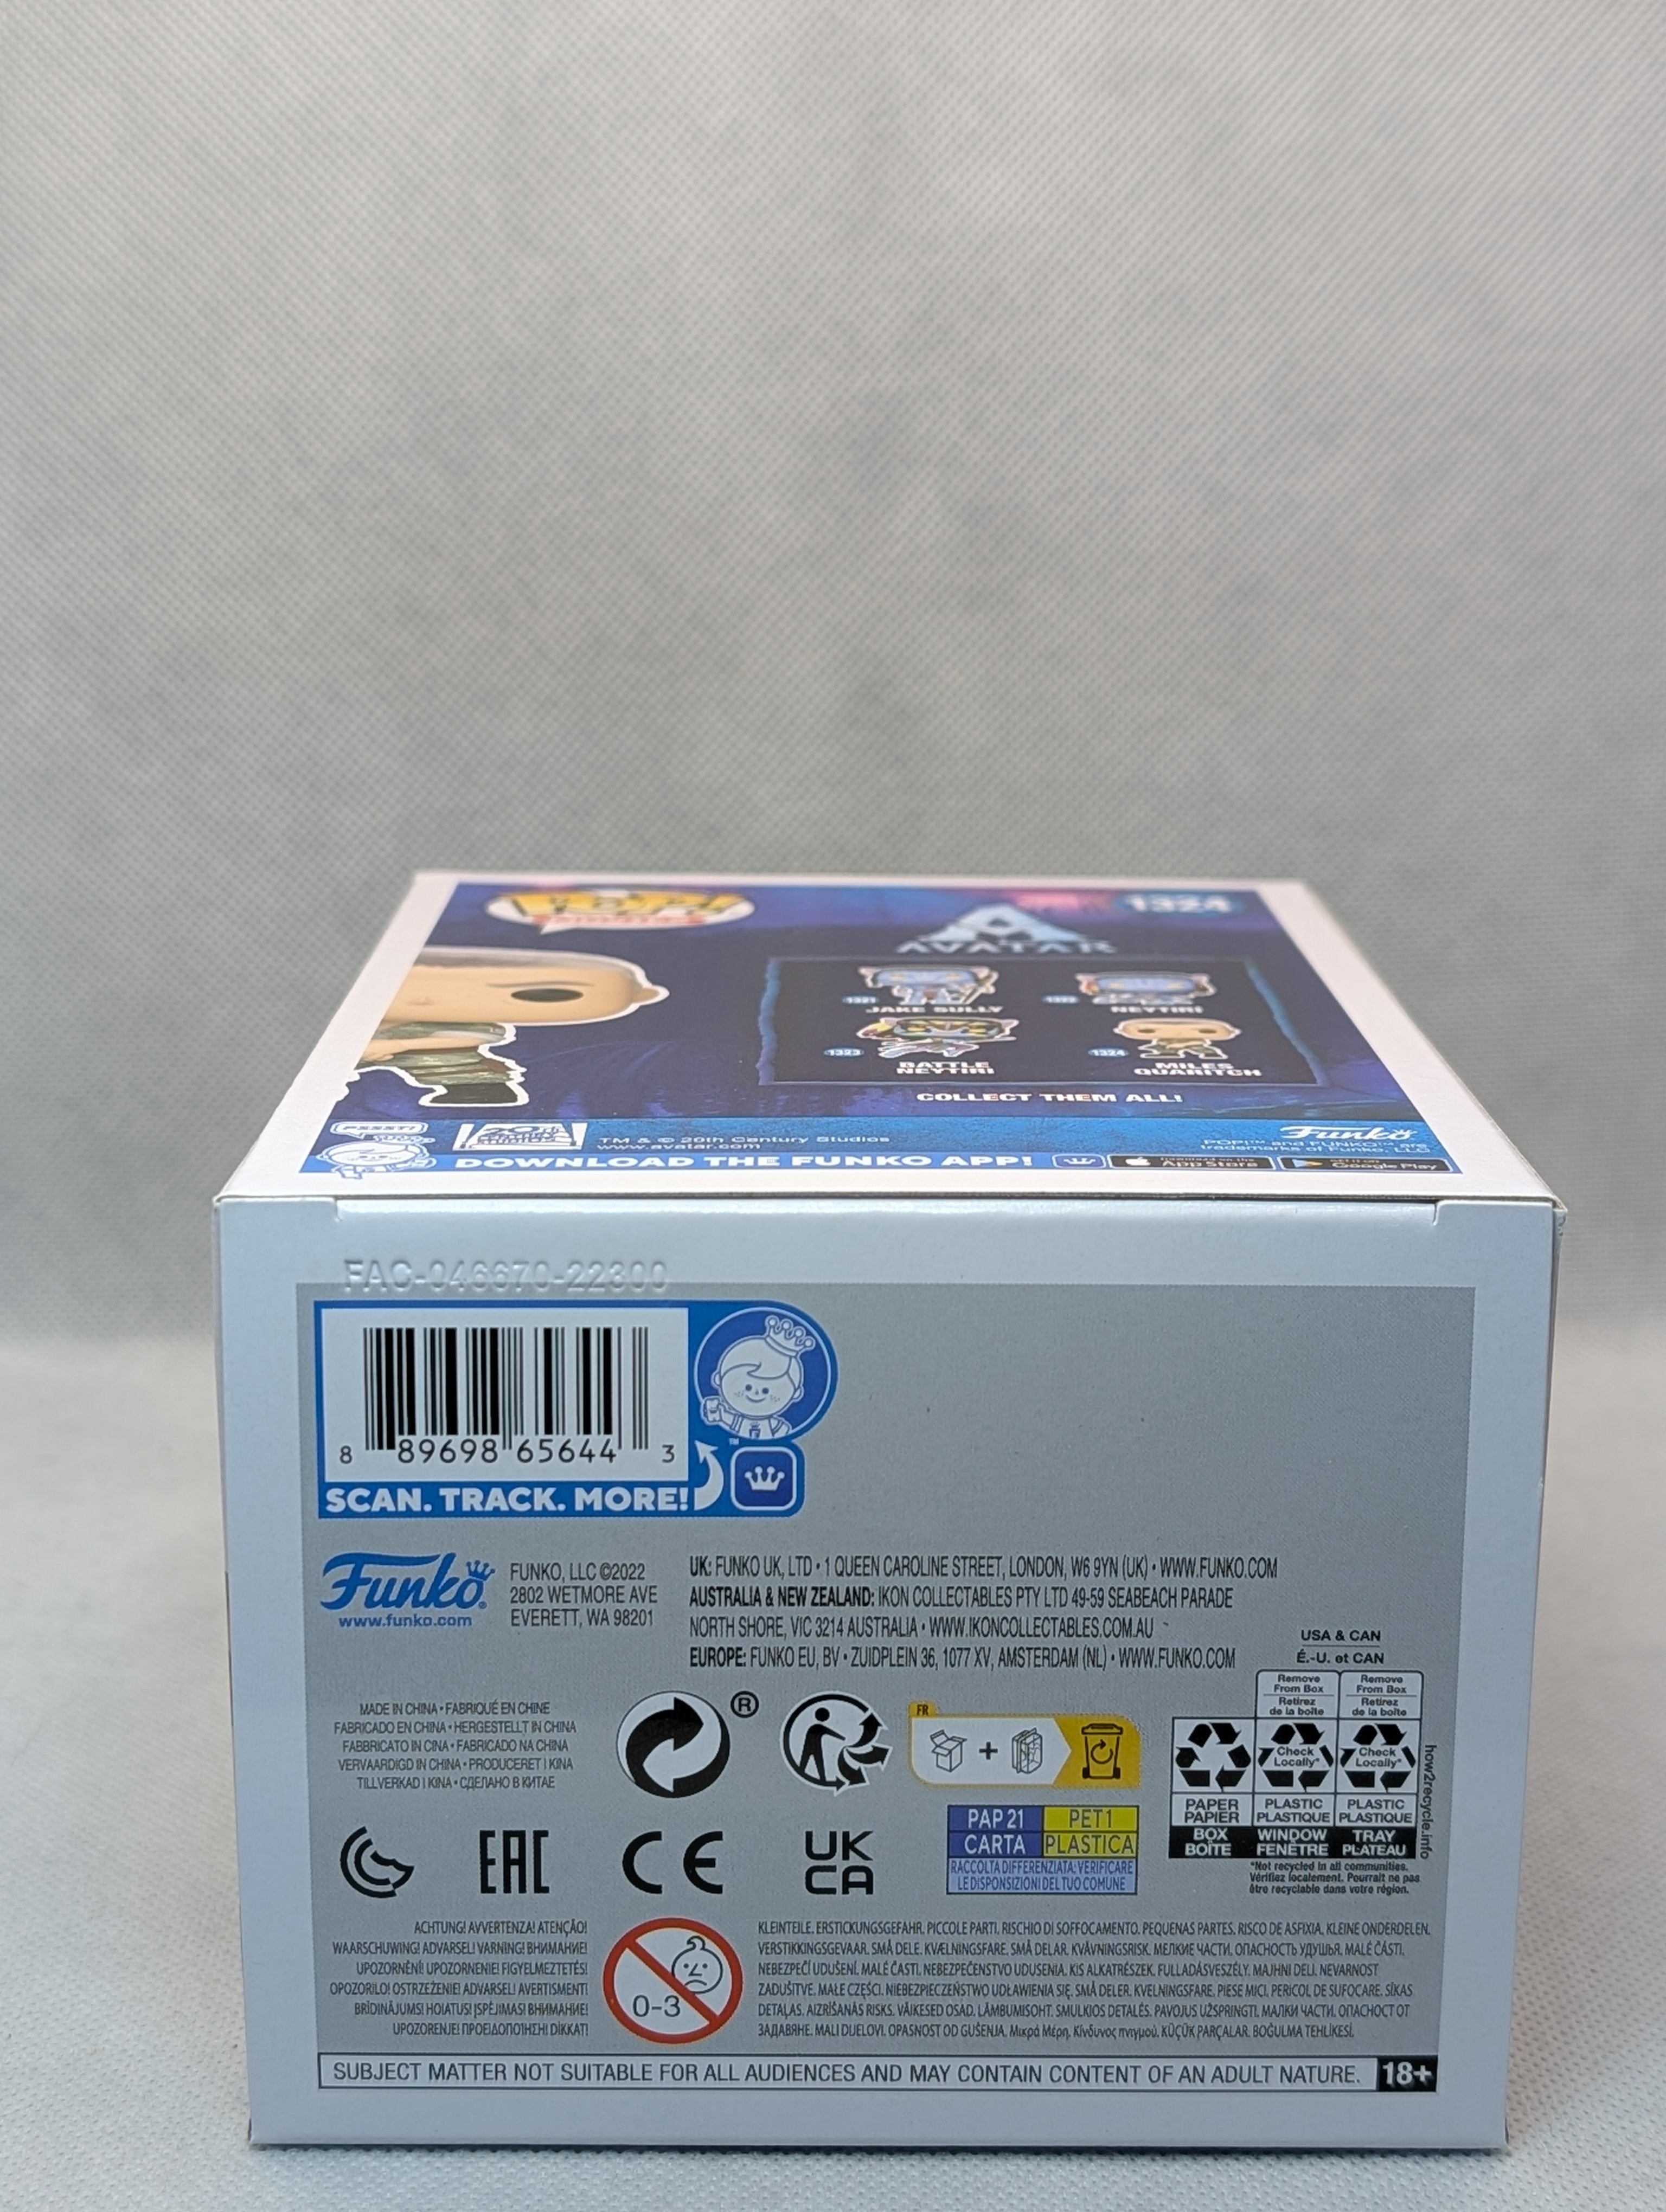 POP!
1324
AVATAR
1321
JAKE SULLY
1322
NEYTIRI
1323
BATTLE
NEYTIRI
1324
MILES
QUARITCH
COLLECT THEM ALL!
PSSST!
20th
TM & © 20th Century Studios
www.avatar.com
Funko
POP!™ and FUNKO™ are
trademarks of Funko, LLC
DOWNLOAD THE FUNKO APP!
App Store
Google Play
FAC-046670-22300
8 89698 65644 3
SCAN. TRACK. MORE!
TM
Funko®
www.funko.com
FUNKO, LLC ©2022
2802 WETMORE AVE
EVERETT, WA 98201
UK: FUNKO UK, LTD • 1 QUEEN CAROLINE STREET, LONDON, W6 9YN (UK) • WWW.FUNKO.COM
AUSTRALIA & NEW ZEALAND: IKON COLLECTABLES PTY LTD 49-59 SEABEACH PARADE
NORTH SHORE, VIC 3214 AUSTRALIA • WWW.IKONCOLLECTABLES.COM.AU
EUROPE: FUNKO EU, BV • ZUIDPLEIN 36, 1077 XV, AMSTERDAM (NL) • WWW.FUNKO.COM
USA & CAN
É.-U. et CAN
Remove
From Box
Retirez
de la boîte
Remove
From Box
Retirez
de la boîte
Check
Locally*
Check
Locally*
PAPER
PAPIER
PLASTIC
PLASTIQUE
PLASTIC
PLASTIQUE
BOX
BOÎTE
WINDOW
FENÊTRE
TRAY
PLATEAU
how2recycle.info
*Not recycled in all communities.
Vérifiez localement. Pourrait ne pas
être recyclable dans votre région.
MADE IN CHINA • FABRIQUÉ EN CHINE
FABRICADO EN CHINA • HERGESTELLT IN CHINA
FABBRICATO IN CINA • FABRICADO NA CHINA
VERVAARDIGD IN CHINA • PRODUCERET I KINA
TILLVERKAD I KINA • СДЕЛАНО В КИТАЕ
®
FR
+
PAP 21
CARTA
PET 1
PLASTICA
RACCOLTA DIFFERENZIATA: VERIFICARE
LE DISPOSIZIONI DEL TUO COMUNE
EAC
CE
UK
CA
ACHTUNG! AVVERTENZA! ATENÇÃO!
WAARSCHUWING! ADVARSEL! VARNING! ВНИМАНИЕ!
UPOZORNĚNÍ! UPOZORNENIE! FIGYELMEZTETÉS!
OPOZORILO! OSTRZEŻENIE! ADVARSEL! AVERTISMENT!
BRĪDINĀJUMS! HOIATUS! ĮSPĖJIMAS! ВНИМАНИЕ!
UPOZORENJE! ΠΡΟΕΙΔΟΠΟΙΗΣΗ! DİKKAT!
0-3
KLEINTEILE. ERSTICKUNGSGEFAHR. PICCOLE PARTI. RISCHIO DI SOFFOCAMENTO. PEQUENAS PARTES. RISCO DE ASFIXIA. KLEINE ONDERDELEN.
VERSTIKKINGSGEVAAR. SMÅ DELE. KVÆLNINGSFARE. SMÅ DELAR. KVÄVNINGSRISK. МЕЛКИЕ ЧАСТИ. ОПАСНОСТЬ УДУШЬЯ. MALÉ ČÁSTI.
NEBEZPEČÍ UDUŠENÍ. MALÉ ČASTI. NEBEZPEČENSTVO UDUSENIA. KIS ALKATRÉSZEK. FULLADÁSVESZÉLY. MAJHNI DELI. NEVARNOST
ZADUŠITVE. MAŁE CZĘŚCI. NIEBEZPIECZEŃSTWO UDŁAWIENIA SIĘ. SMÅ DELER. KVELNINGSFARE. PIESE MICI. PERICOL DE SUFOCARE. SĪKAS
DETAĻAS. AIZRĪŠANĀS RISKS. VÄIKESED OSAD. LÄMBUMISOHT. SMULKIOS DETALĖS. PAVOJUS UŽSPRINGTI. МАЛКИ ЧАСТИ. ОПАСНОСТ ОТ
ЗАДАВЯНЕ. MALI DIJELOVI. OPASNOST OD GUŠENJA. Μικρά Μέρη. Κίνδυνος πνιγμού. KÜÇÜK PARÇALAR. BOĞULMA TEHLİKESİ.
SUBJECT MATTER NOT SUITABLE FOR ALL AUDIENCES AND MAY CONTAIN CONTENT OF AN ADULT NATURE. 18+